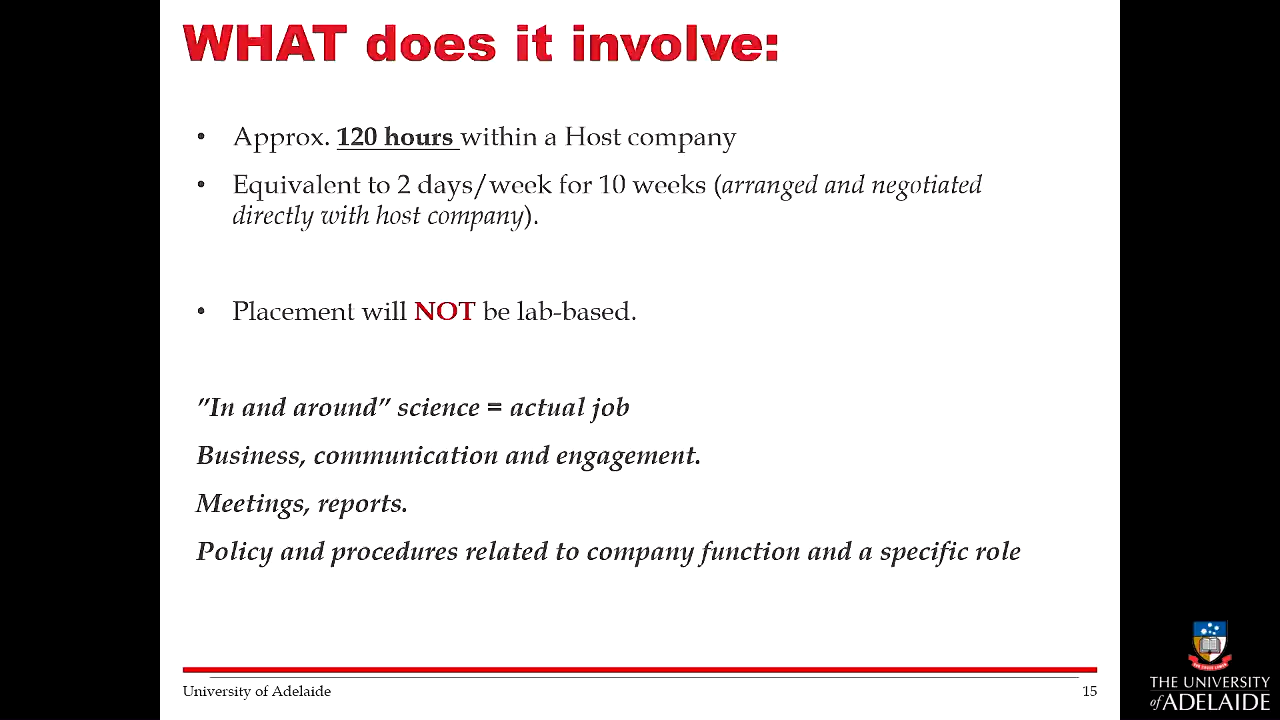 WHAT does it involve:
• Approx. 120 hours within a Host company
• Equivalent to 2 days/week for 10 weeks (arranged and negotiated
directly with host company).
• Placement will NOT be lab-based.
”In and around” science = actual job
Business, communication and engagement.
Meetings, reports.
Policy and procedures related to company function and a specific role
University of Adelaide
15
THE UNIVERSITY
of ADELAIDE